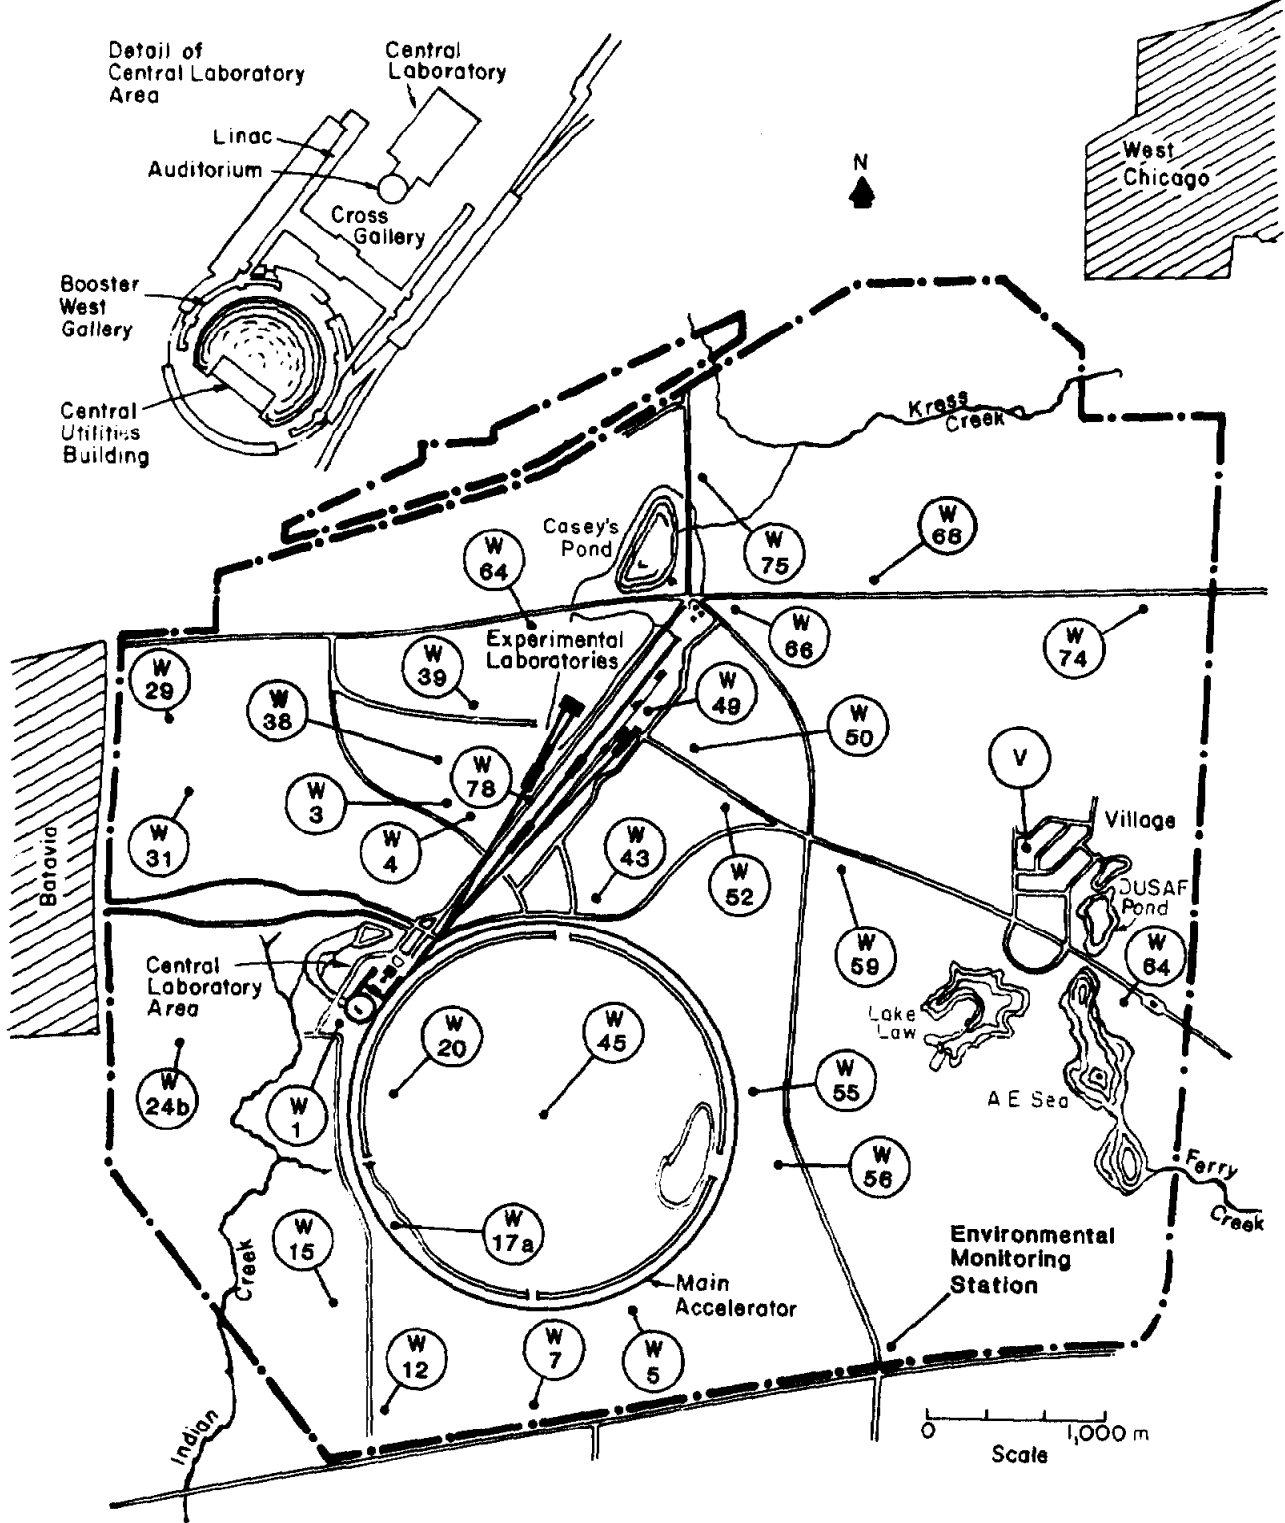 Detail of
Central Laboratory
Area
Central
Laboratory
Linac
Auditorium
Cross
Gallery
Booster
West
Gallery
Central
Utilities
Building
N
West
Chicago
Kress
Creek
Casey's
Pond
W
64
W
75
W
68
W
66
W
74
Experimental
Laboratories
W
29
W
39
W
38
W
49
W
50
W
78
W
3
W
4
W
31
Batavia
W
43
W
52
V
Village
DUSAF
Pond
W
59
W
64
Central
Laboratory
Area
Lake
Law
W
20
W
45
W
24b
W
1
W
55
A E Sea
W
56
Ferry
Creek
W
15
W
17a
Creek
Indian
Environmental
Monitoring
Station
Main
Accelerator
W
12
W
7
W
5
0
1,000 m
Scale